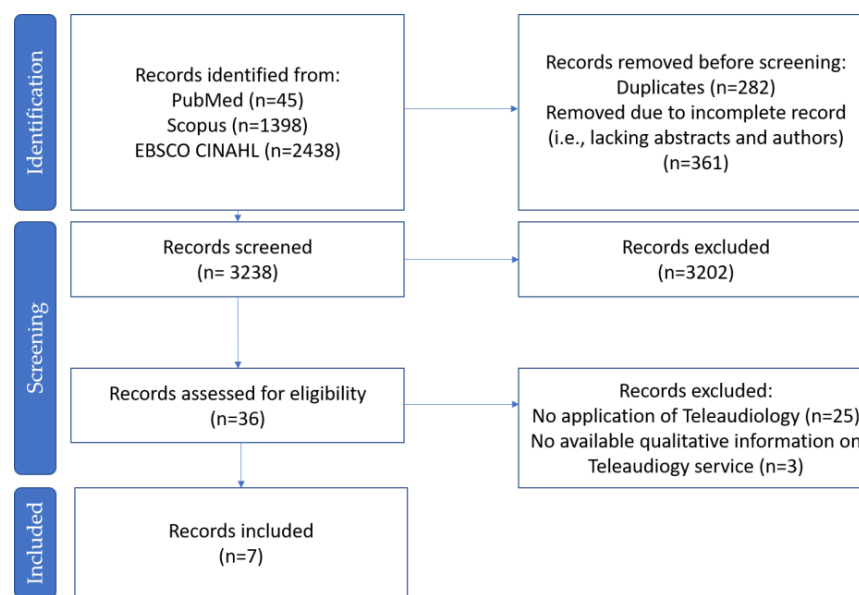 Identification
Records identified from:
PubMed (n=45)
Scopus (n=1398)
EBSCO CINAHL (n=2438)
Records removed before screening:
Duplicates (n=282)
Removed due to incomplete record
(i.e., lacking abstracts and authors)
(n=361)
Screening
Records screened
(n= 3238)
Records excluded
(n=3202)
Records assessed for eligibility
(n=36)
Records excluded:
No application of Teleaudiology (n=25)
No available qualitative information on
Teleaudiogy service (n=3)
Included
Records included
(n=7)